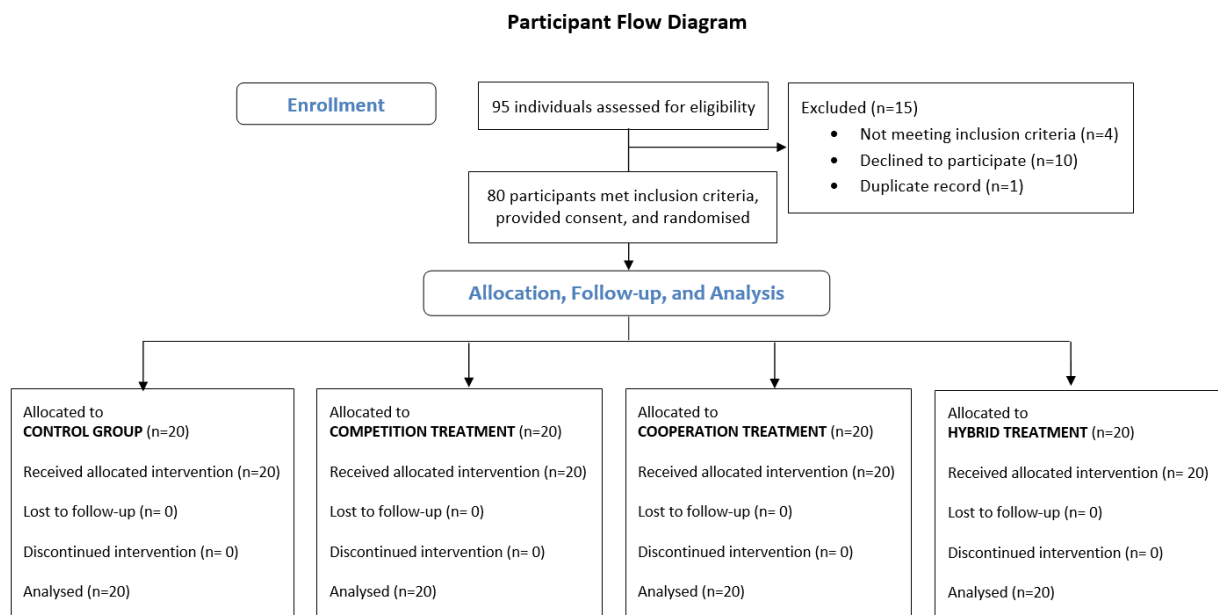 Participant Flow Diagram
Enrollment
95 individuals assessed for eligibility
Excluded (n=15)
• Not meeting inclusion criteria (n=4)
• Declined to participate (n=10)
• Duplicate record (n=1)
80 participants met inclusion criteria,
provided consent, and randomised
Allocation, Follow-up, and Analysis
Allocated to
CONTROL GROUP (n=20)
Received allocated intervention (n=20)
Lost to follow-up (n= 0)
Discontinued intervention (n= 0)
Analysed (n=20)
Allocated to
COMPETITION TREATMENT (n=20)
Received allocated intervention (n=20)
Lost to follow-up (n= 0)
Discontinued intervention (n= 0)
Analysed (n=20)
Allocated to
COOPERATION TREATMENT (n=20)
Received allocated intervention (n=20)
Lost to follow-up (n= 0)
Discontinued intervention (n= 0)
Analysed (n=20)
Allocated to
HYBRID TREATMENT (n=20)
Received allocated intervention (n= 20)
Lost to follow-up (n= 0)
Discontinued intervention (n= 0)
Analysed (n=20)